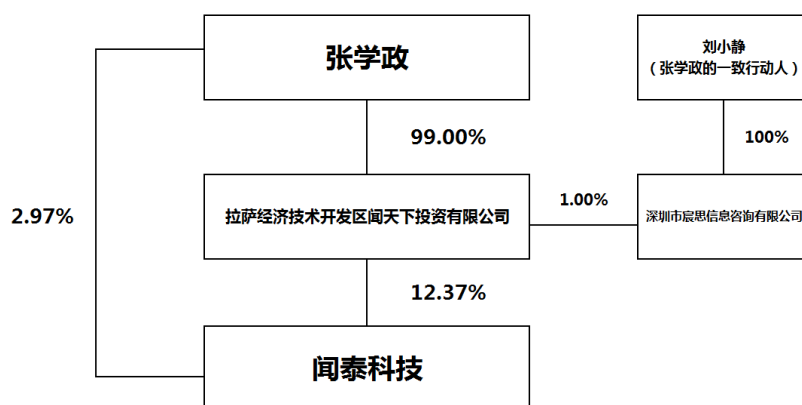 张学政
刘小静
（张学政的一致行动人）
99.00%
100%
2.97%
拉萨经济技术开发区闻天下投资有限公司
1.00%
深圳市宸思信息咨询有限公司
12.37%
闻泰科技